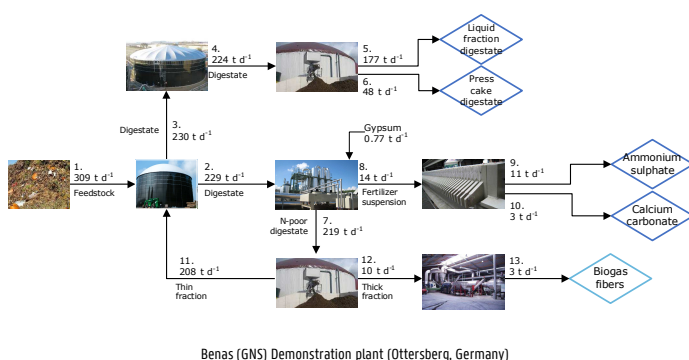 4.
224 t d⁻¹
Digestate
5.
177 t d⁻¹
6.
48 t d⁻¹
Liquid
fraction
digestate
Press
cake
digestate
Digestate
3.
230 t d⁻¹
Gypsum
0.77 t d⁻¹
1.
309 t d⁻¹
Feedstock
2.
229 t d⁻¹
Digestate
8.
14 t d⁻¹
Fertilizer
suspension
9.
11 t d⁻¹
10.
3 t d⁻¹
Ammonium
sulphate
Calcium
carbonate
N-poor
digestate
7.
219 t d⁻¹
11.
208 t d⁻¹
Thin
fraction
12.
10 t d⁻¹
Thick
fraction
13.
3 t d⁻¹
Biogas
fibers
Benas (GNS) Demonstration plant (Ottersberg, Germany)